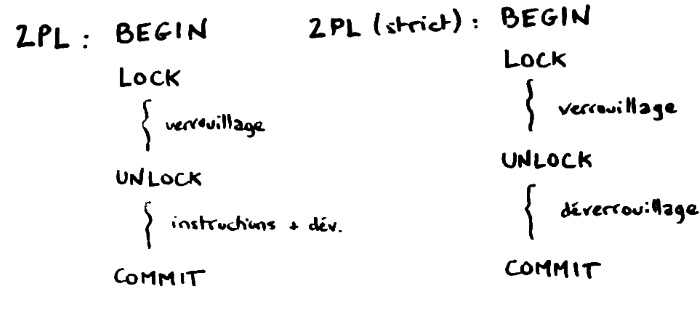 2PL : BEGIN
LOCK
verrouillage
UNLOCK
instructions + dév.
COMMIT
2PL (strict) : BEGIN
LOCK
verrouillage
UNLOCK
déverrouillage
COMMIT